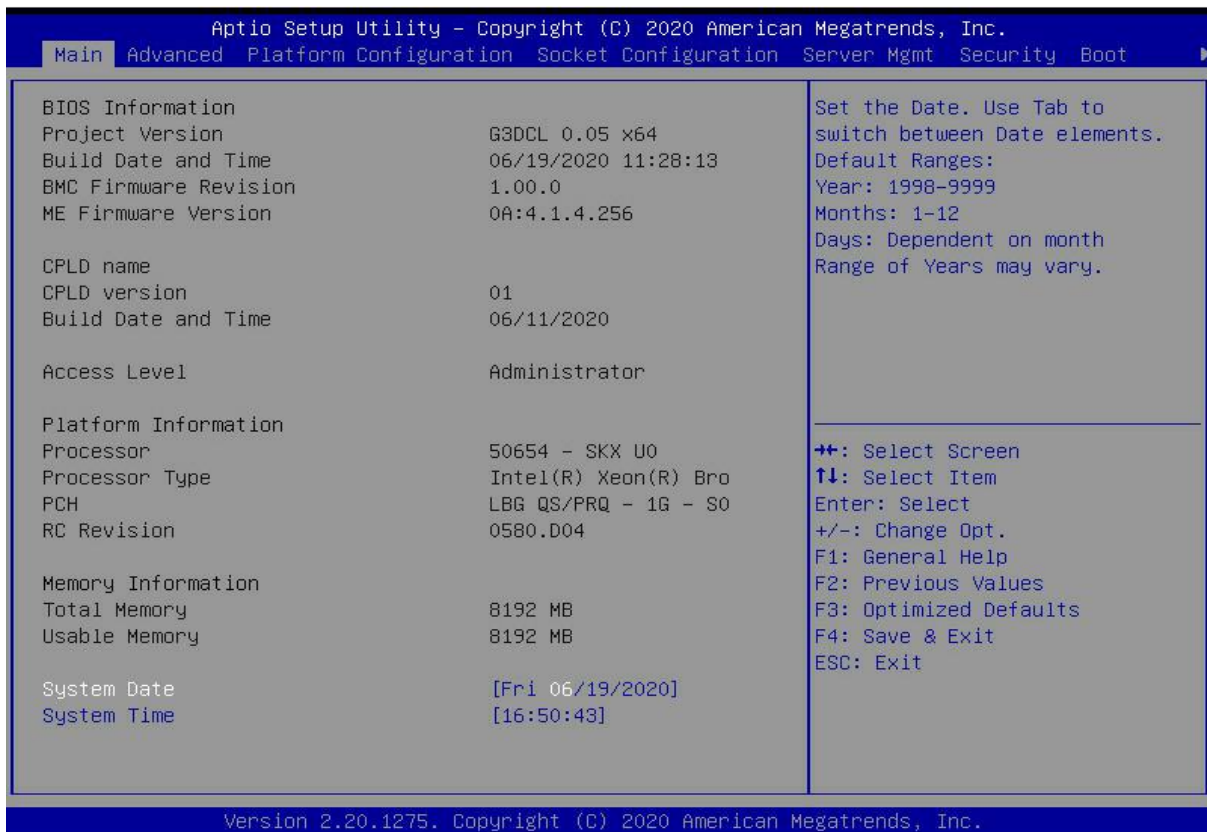 Aptio Setup Utility – Copyright (C) 2020 American Megatrends, Inc.
Main Advanced Platform Configuration Socket Configuration Server Mgmt Security Boot
BIOS Information
Project Version G3DCL 0.05 x64
Build Date and Time 06/19/2020 11:28:13
BMC Firmware Revision 1.00.0
ME Firmware Version 0A:4.1.4.256
CPLD name
CPLD version 01
Build Date and Time 06/11/2020
Access Level Administrator
Platform Information
Processor 50654 – SKX U0
Processor Type Intel(R) Xeon(R) Bro
PCH LBG QS/PRQ – 1G – S0
RC Revision 0580.D04
Memory Information
Total Memory 8192 MB
Usable Memory 8192 MB
System Date [Fri 06/19/2020]
System Time [16:50:43]
Set the Date. Use Tab to
switch between Date elements.
Default Ranges:
Year: 1998–9999
Months: 1–12
Days: Dependent on month
Range of Years may vary.
→←: Select Screen
↑↓: Select Item
Enter: Select
+/–: Change Opt.
F1: General Help
F2: Previous Values
F3: Optimized Defaults
F4: Save & Exit
ESC: Exit
Version 2.20.1275. Copyright (C) 2020 American Megatrends, Inc.